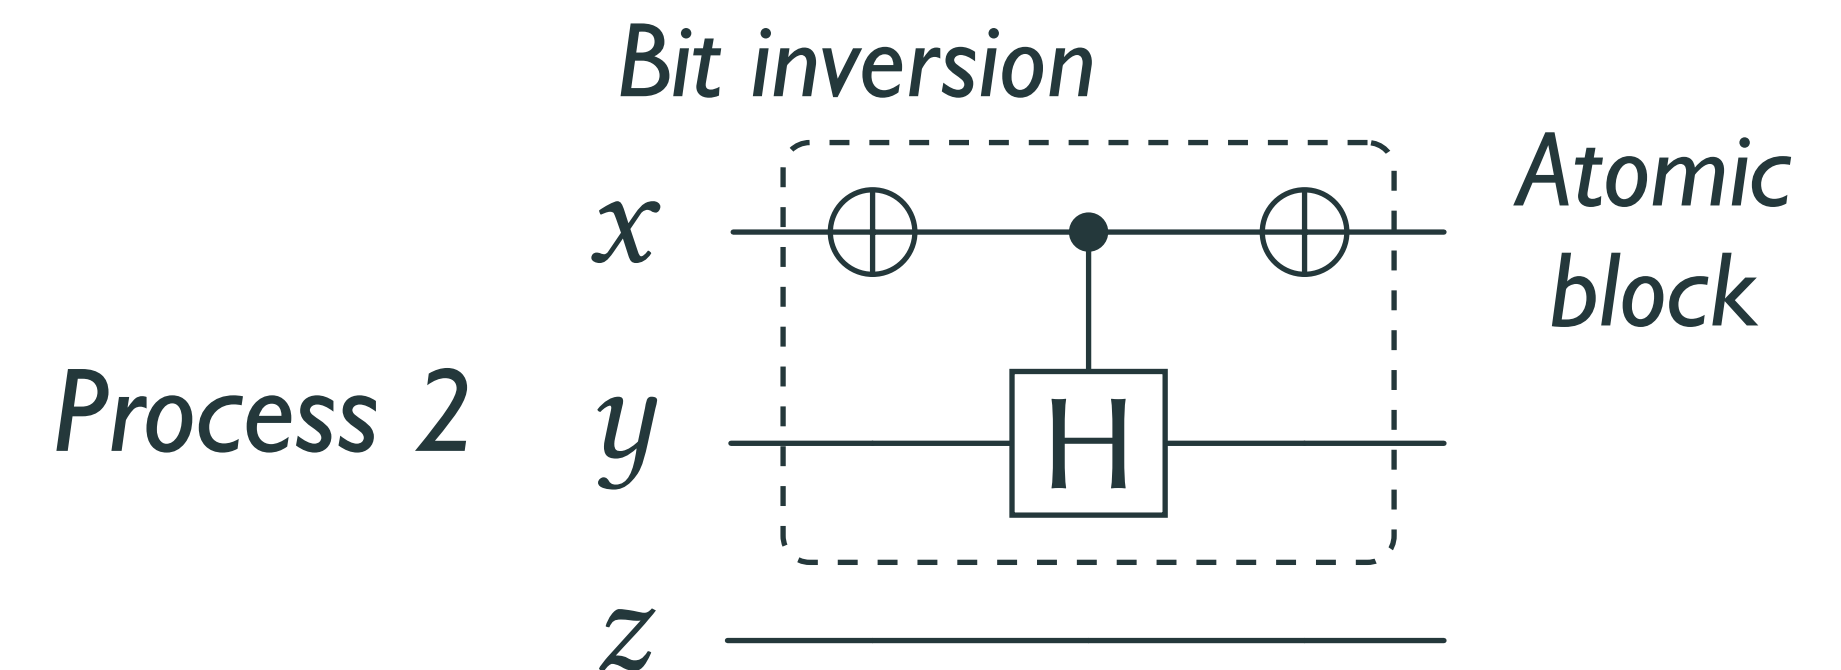 Bit inversion
Atomic
block
x
Process 2
y
H
z